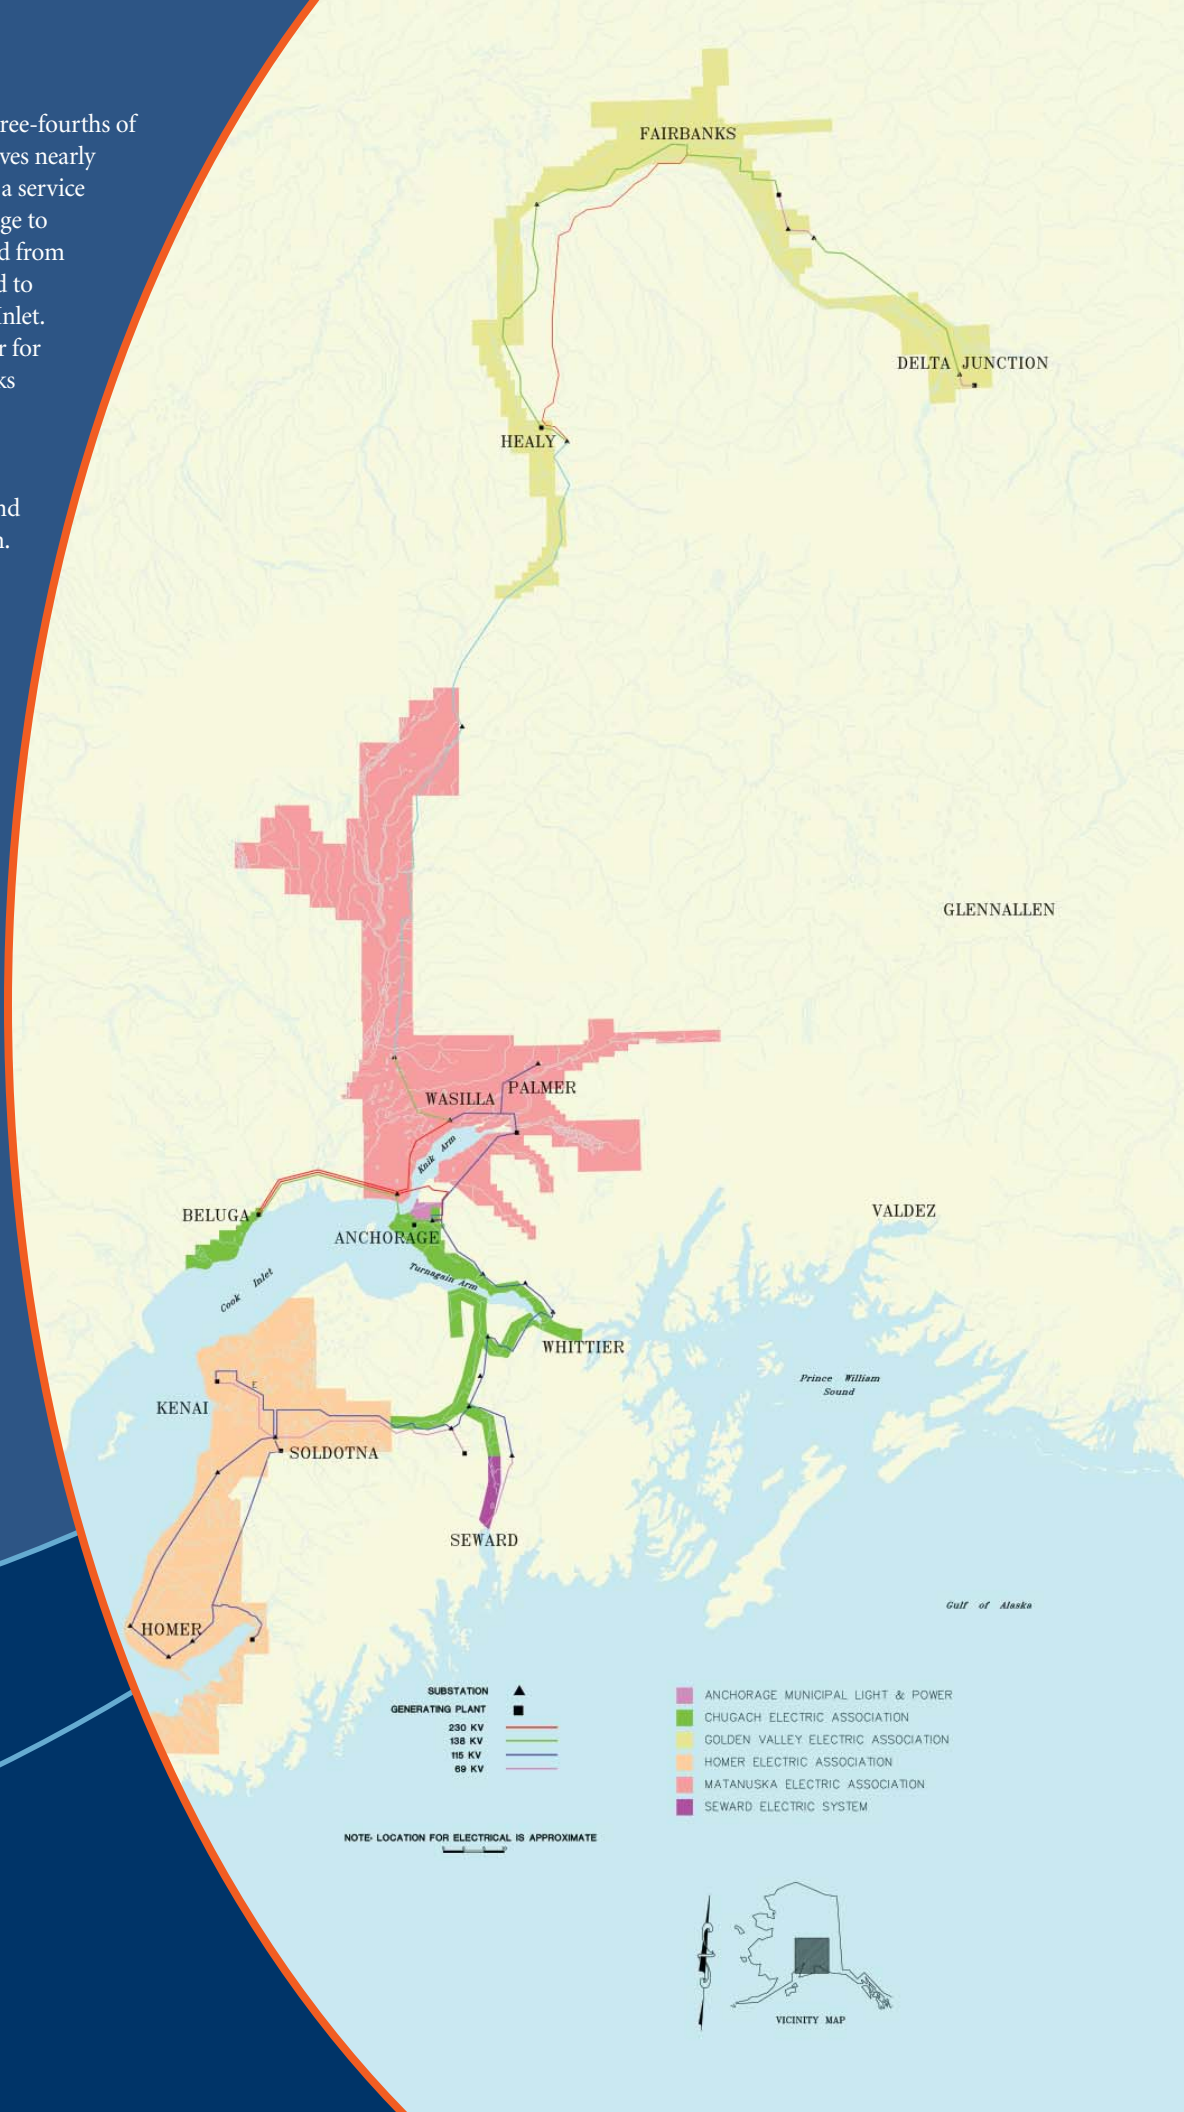 ree-fourths of
ves nearly
a service
ge to
d from
d to
Inlet.
r for
ks
nd
n.
FAIRBANKS
DELTA JUNCTION
HEALY
GLENNALLEN
PALMER
WASILLA
Knik Arm
BELUGA
VALDEZ
ANCHORAGE
Turnagain Arm
Cook Inlet
WHITTIER
Prince William
Sound
E
KENAI
SOLDOTNA
SEWARD
HOMER
Gulf of Alaska
SUBSTATION
GENERATING PLANT
230 KV
138 KV
115 KV
69 KV
ANCHORAGE MUNICIPAL LIGHT & POWER
CHUGACH ELECTRIC ASSOCIATION
GOLDEN VALLEY ELECTRIC ASSOCIATION
HOMER ELECTRIC ASSOCIATION
MATANUSKA ELECTRIC ASSOCIATION
SEWARD ELECTRIC SYSTEM
NOTE- LOCATION FOR ELECTRICAL IS APPROXIMATE
VICINITY MAP